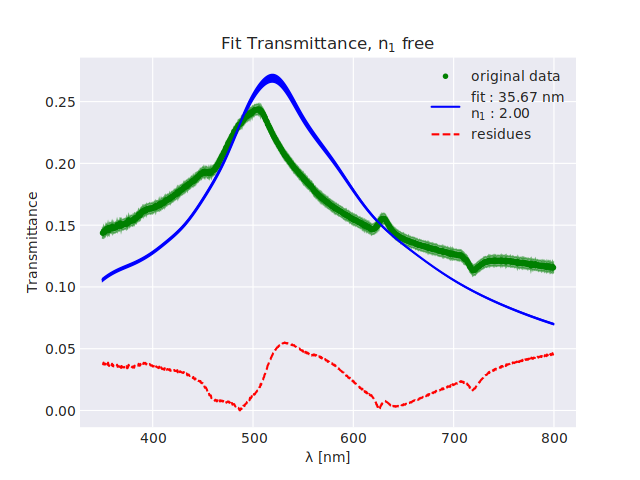 Fit Transmittance, n₁ free
original data
fit : 35.67 nm
n₁ : 2.00
residues
Transmittance
0.25
0.20
0.15
0.10
0.05
0.00
400 500 600 700 800
λ [nm]